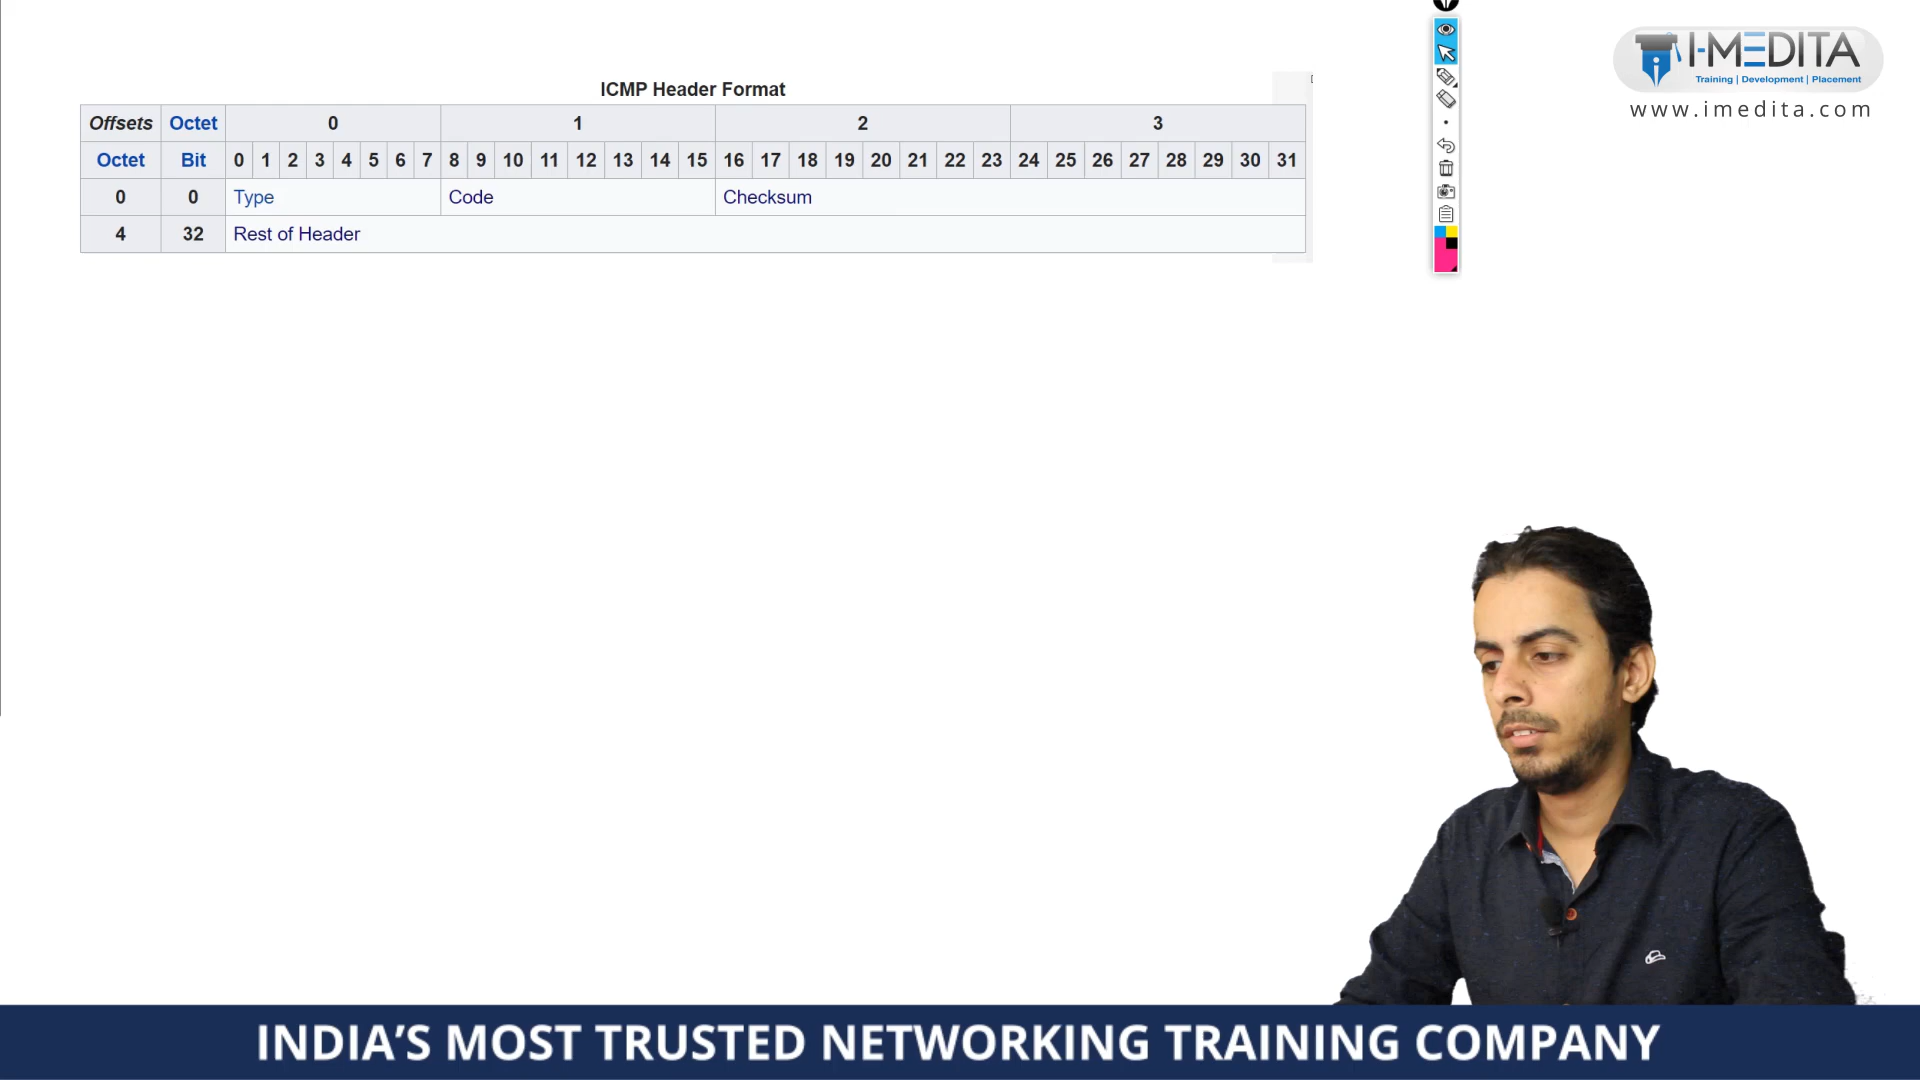 I-MEDITA
Training | Development | Placement
www.imedita.com
ICMP Header Format
Offsets Octet 0 1 2 3
Octet Bit 0 1 2 3 4 5 6 7 8 9 10 11 12 13 14 15 16 17 18 19 20 21 22 23 24 25 26 27 28 29 30 31
0 0 Type Code Checksum
4 32 Rest of Header
INDIA’S MOST TRUSTED NETWORKING TRAINING COMPANY